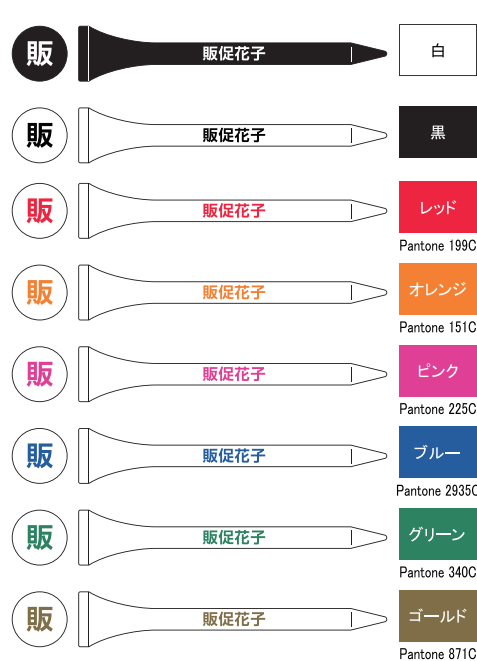 販 販促花子 白
販 販促花子 黒
販 販促花子 レッド
Pantone 199C
販 販促花子 オレンジ
Pantone 151C
販 販促花子 ピンク
Pantone 225C
販 販促花子 ブルー
Pantone 2935C
販 販促花子 グリーン
Pantone 340C
販 販促花子 ゴールド
Pantone 871C